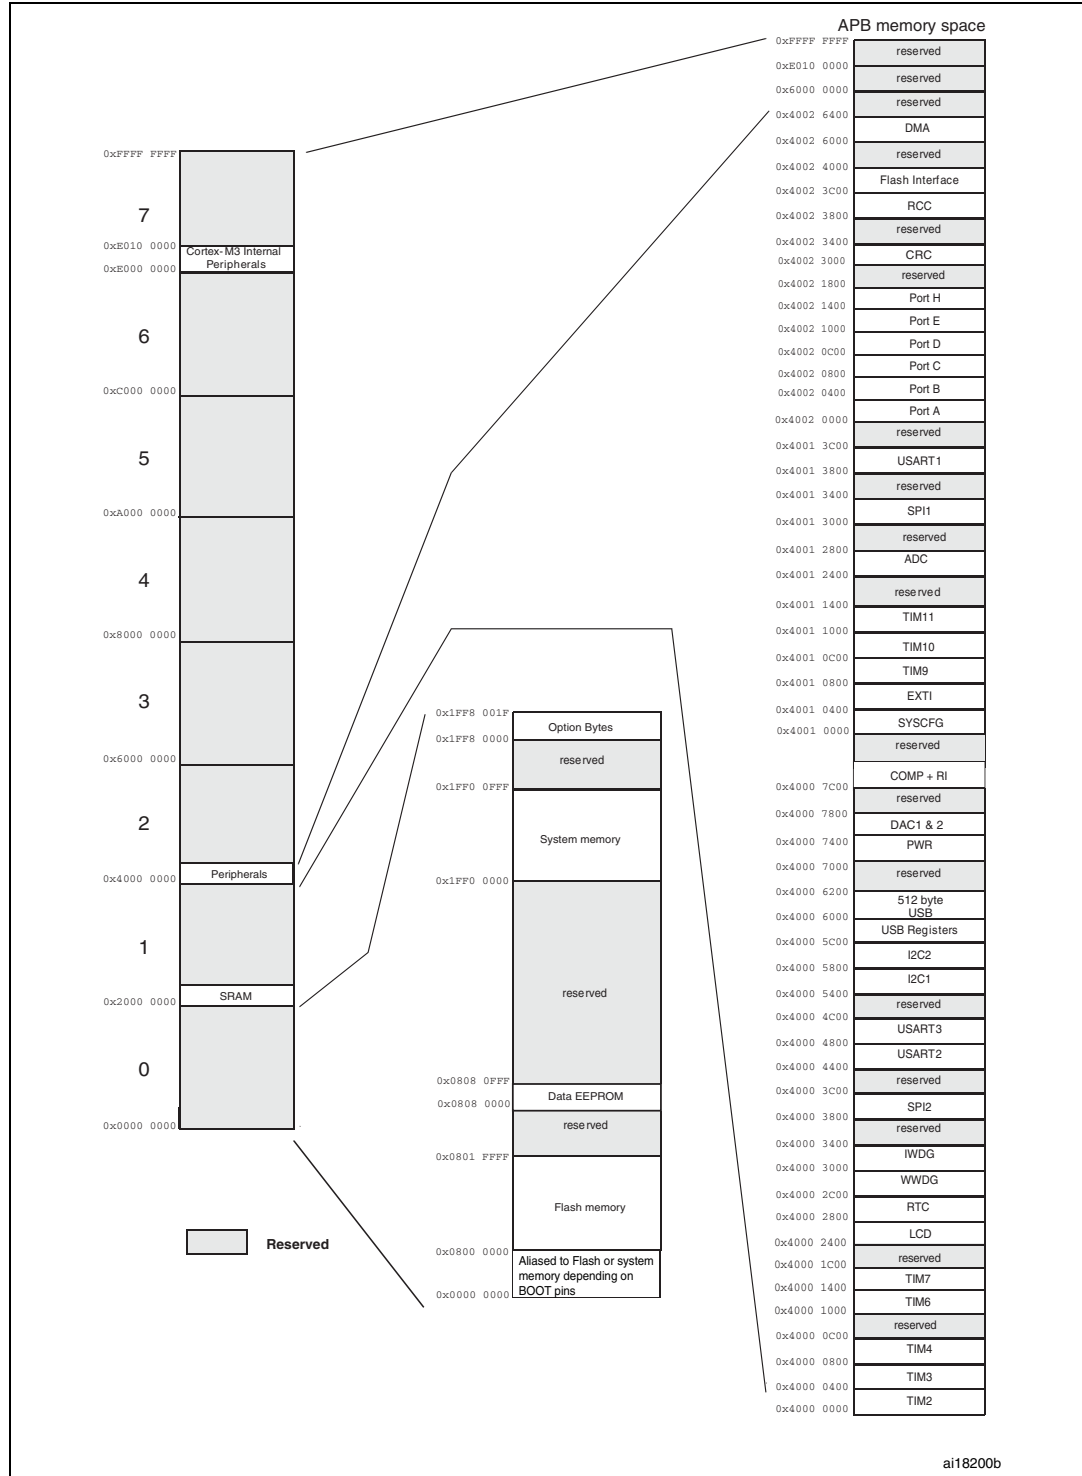 0xFFFF FFFF
7
0xE010 0000
Cortex-M3 Internal
Peripherals
0xE000 0000
6
0xC000 0000
5
0xA000 0000
4
0x8000 0000
3
0x6000 0000
2
Peripherals
0x4000 0000
1
SRAM
0x2000 0000
0
0x0000 0000
Reserved
0x1FF8 001F
Option Bytes
0x1FF8 0000
reserved
0x1FF0 0FFF
System memory
0x1FF0 0000
reserved
0x0808 0FFF
Data EEPROM
0x0808 0000
reserved
0x0801 FFFF
Flash memory
0x0800 0000
Aliased to Flash or system
memory depending on
BOOT pins
0x0000 0000
APB memory space
0xFFFF FFFF
reserved
0xE010 0000
reserved
0x6000 0000
reserved
0x4002 6400
DMA
0x4002 6000
reserved
0x4002 4000
Flash Interface
0x4002 3C00
RCC
0x4002 3800
reserved
0x4002 3400
CRC
0x4002 3000
reserved
0x4002 1800
Port H
0x4002 1400
Port E
0x4002 1000
Port D
0x4002 0C00
Port C
0x4002 0800
Port B
0x4002 0400
Port A
0x4002 0000
reserved
0x4001 3C00
USART1
0x4001 3800
reserved
0x4001 3400
SPI1
0x4001 3000
reserved
0x4001 2800
ADC
0x4001 2400
reserved
0x4001 1400
TIM11
0x4001 1000
TIM10
0x4001 0C00
TIM9
0x4001 0800
EXTI
0x4001 0400
SYSCFG
0x4001 0000
reserved
COMP + RI
0x4000 7C00
reserved
0x4000 7800
DAC1 & 2
0x4000 7400
PWR
0x4000 7000
reserved
0x4000 6200
512 byte
USB
0x4000 6000
USB Registers
0x4000 5C00
I2C2
0x4000 5800
I2C1
0x4000 5400
reserved
0x4000 4C00
USART3
0x4000 4800
USART2
0x4000 4400
reserved
0x4000 3C00
SPI2
0x4000 3800
reserved
0x4000 3400
IWDG
0x4000 3000
WWDG
0x4000 2C00
RTC
0x4000 2800
LCD
0x4000 2400
reserved
0x4000 1C00
TIM7
0x4000 1400
TIM6
0x4000 1000
reserved
0x4000 0C00
TIM4
0x4000 0800
TIM3
0x4000 0400
TIM2
0x4000 0000
ai18200b